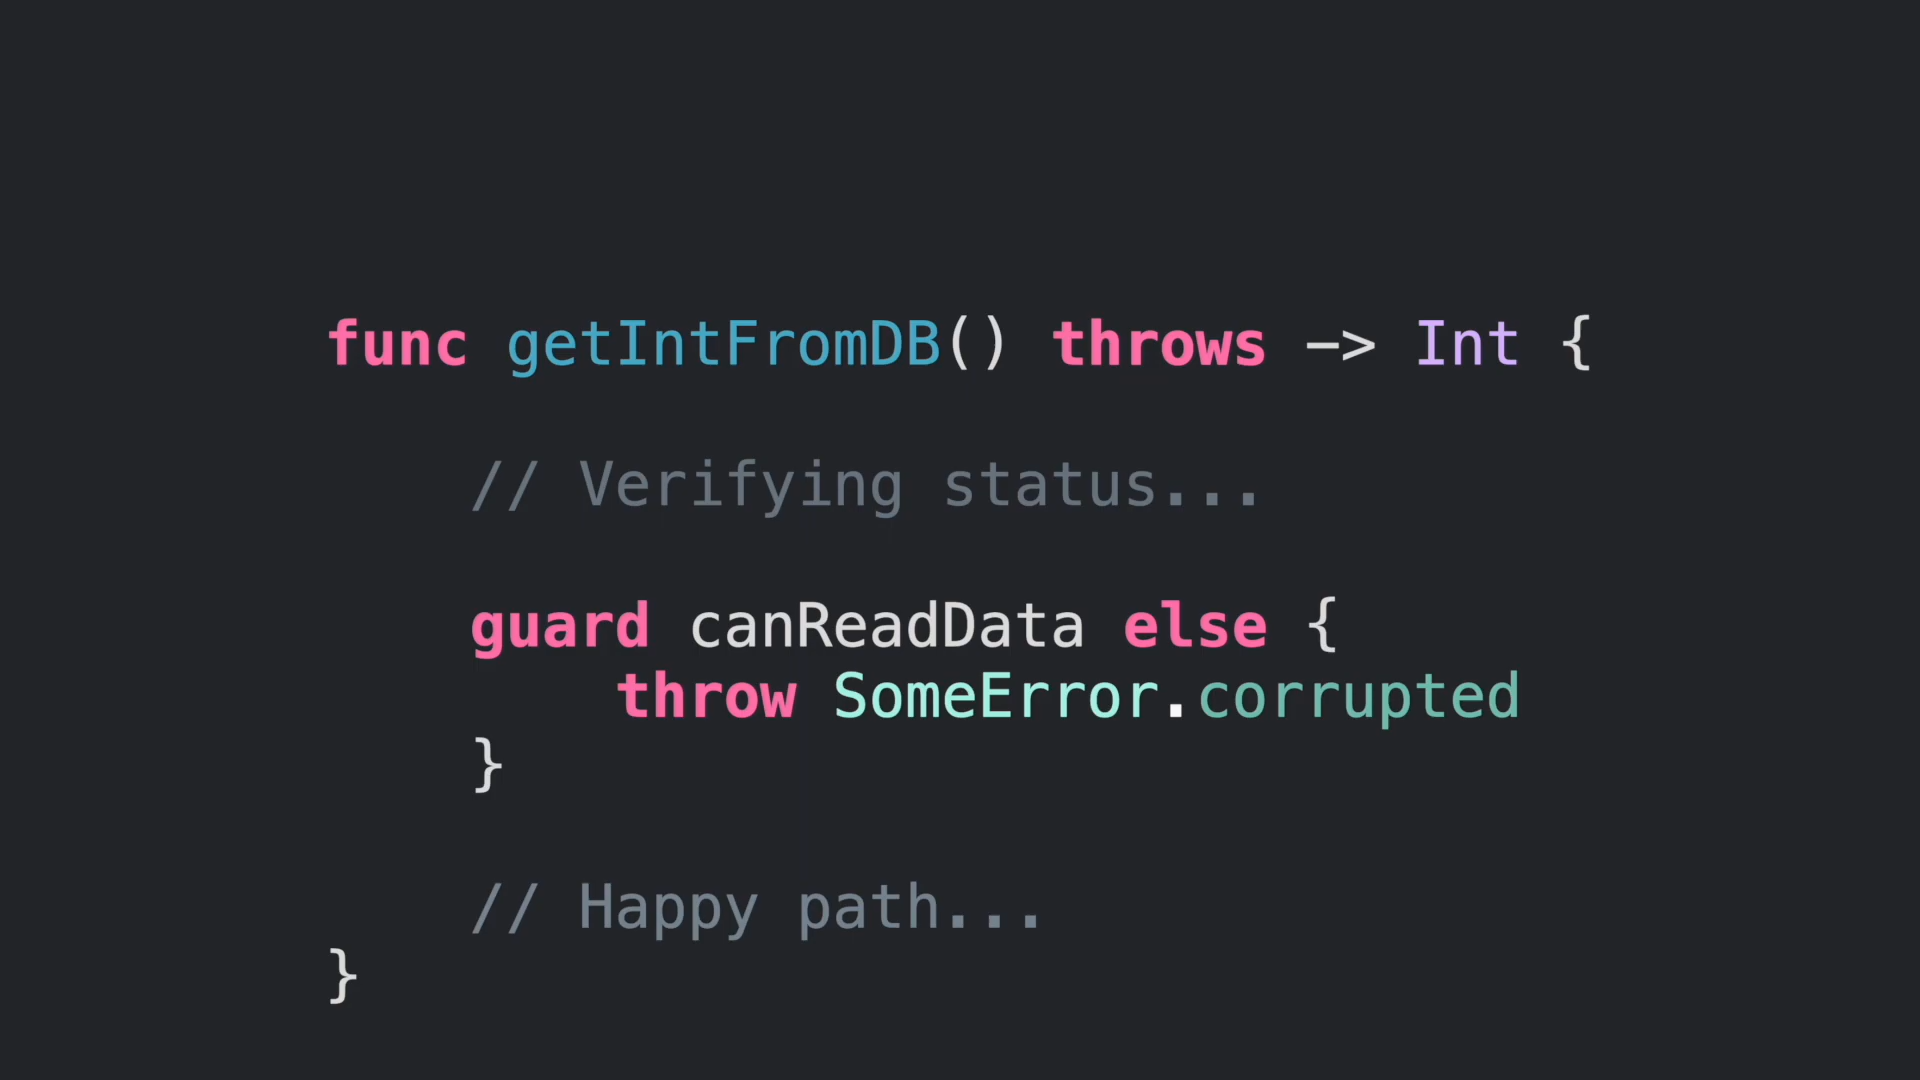 func getIntFromDB() throws -> Int {
// Verifying status...
guard canReadData else {
throw SomeError.corrupted
}
// Happy path...
}